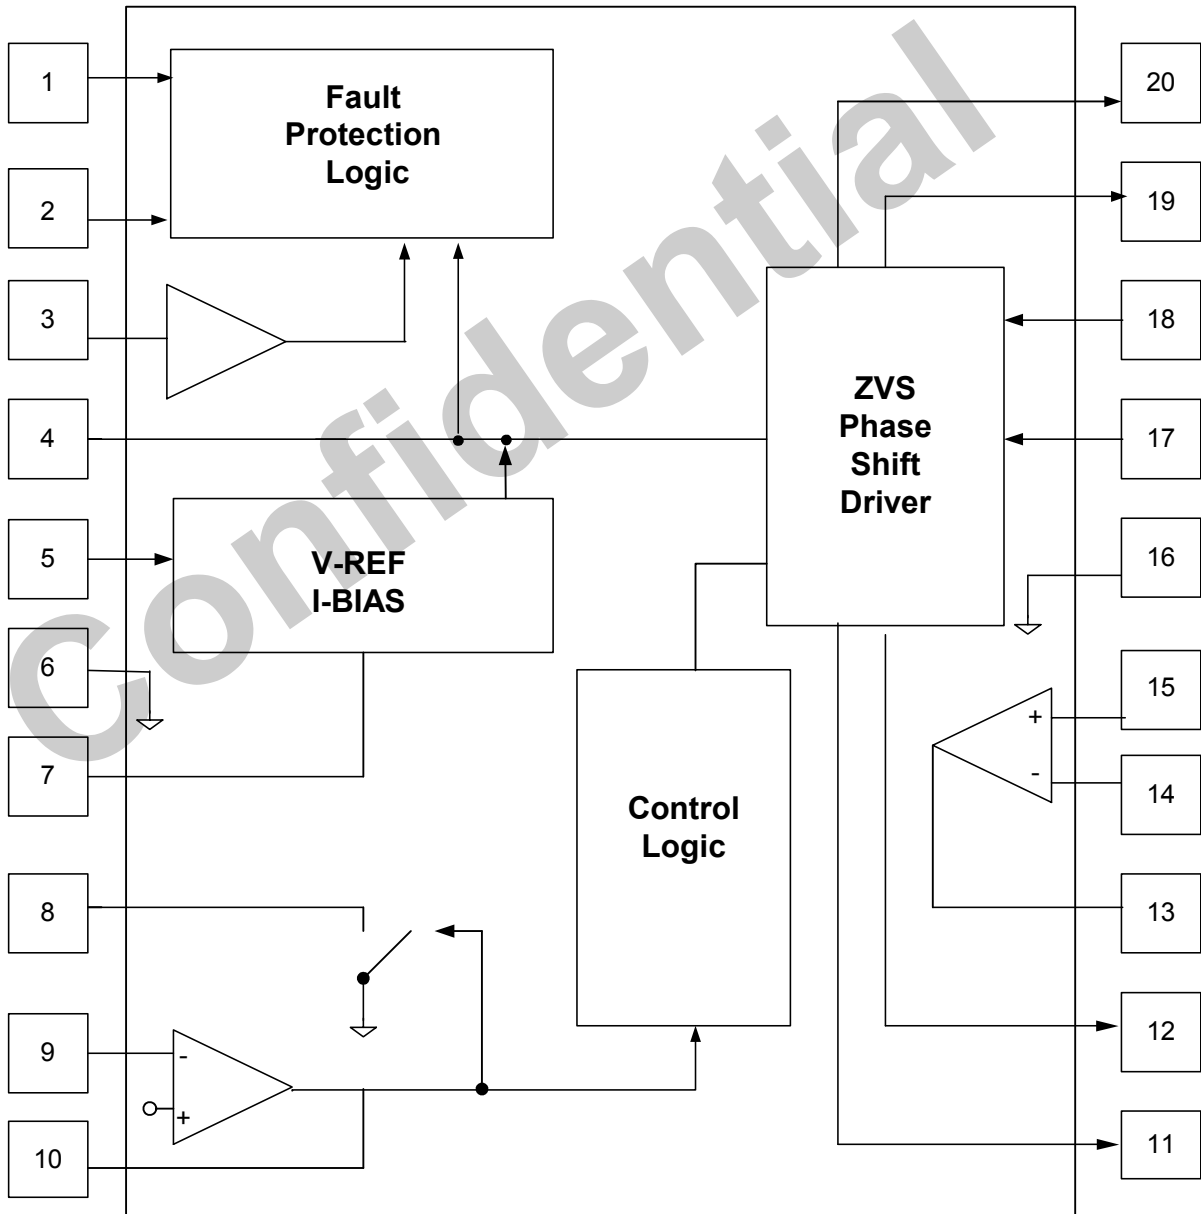 1
Fault
Protection
Logic
20
2
19
3
18
ZVS
Phase
Shift
Driver
4
17
5
V-REF
I-BIAS
16
6
15
+
-
14
7
Control
Logic
8
13
9
-
+
12
10
11
Confidential